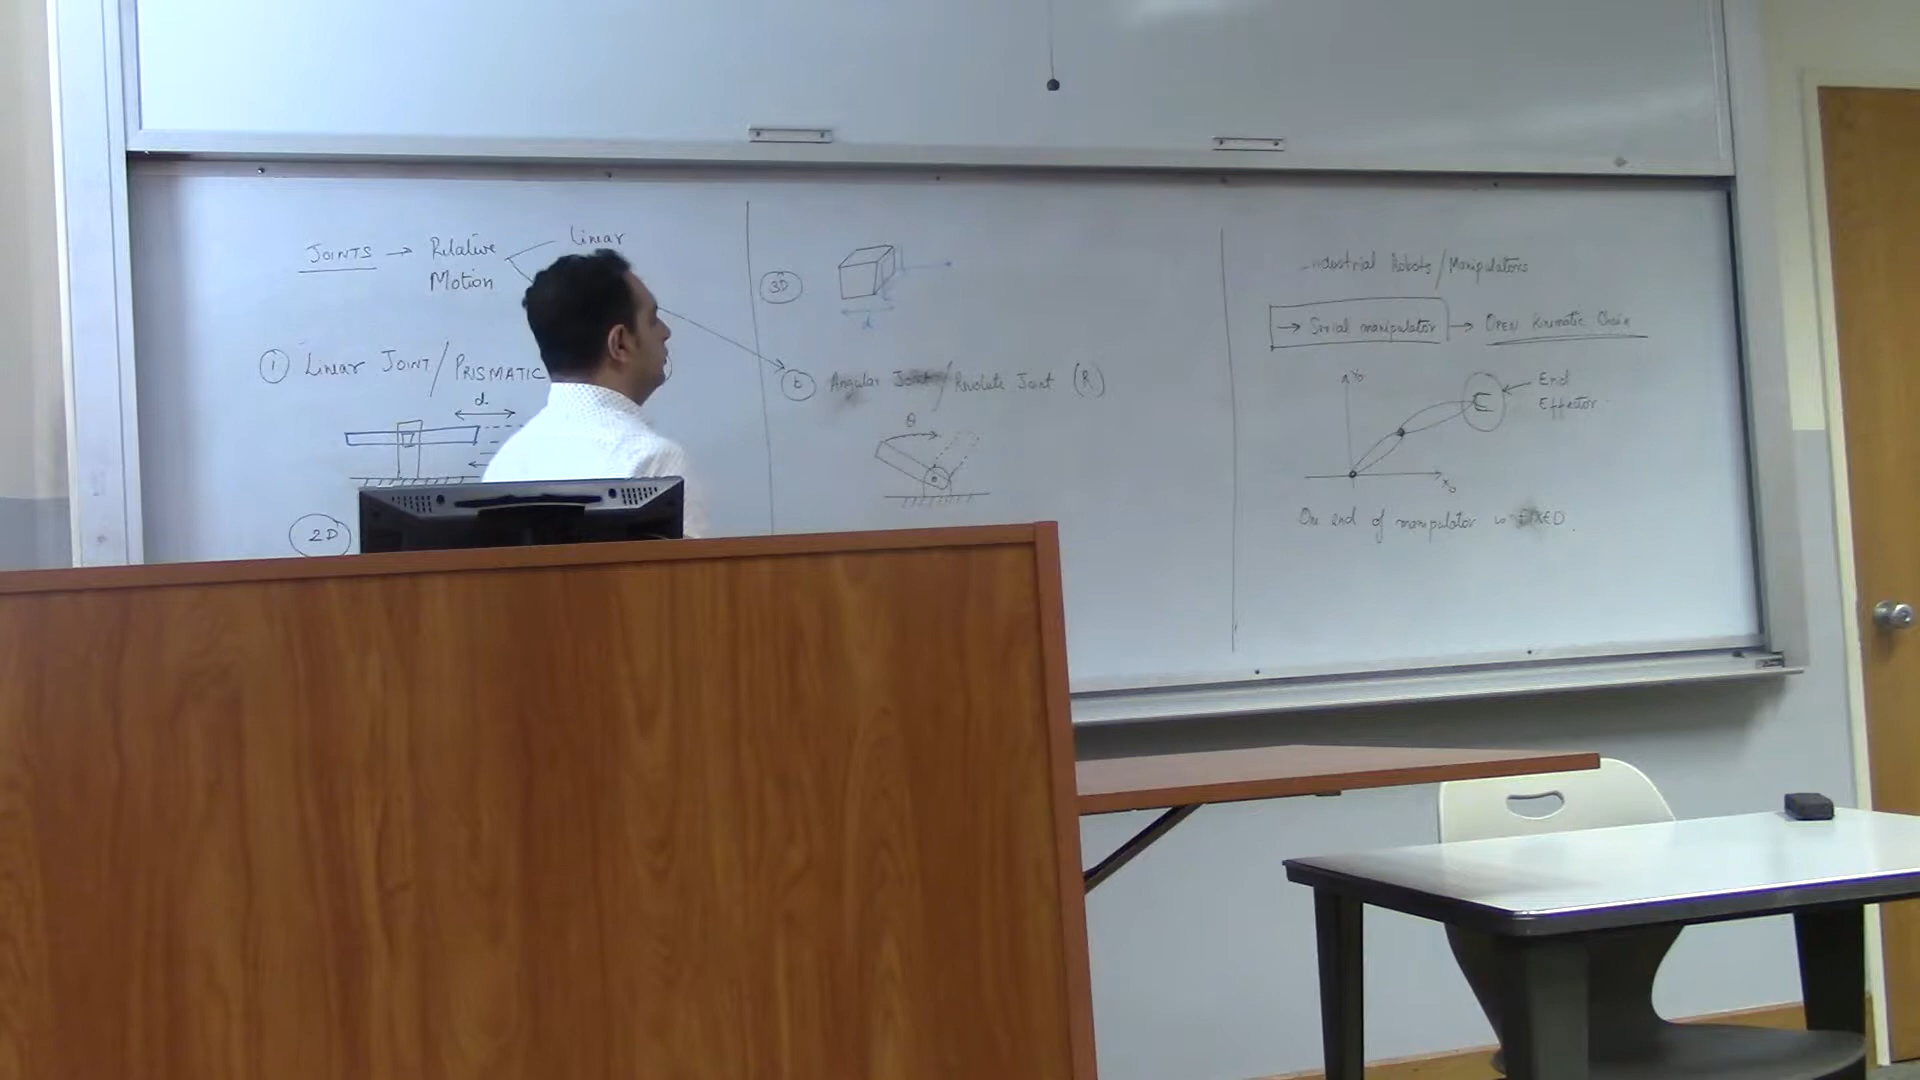 JOINTS → Relative Motion
Linear
① Linear JOINT / PRISMATIC
d
2D
3D
d
⑥ Angular Joint / Revolute Joint (R)
θ
Industrial Robots / Manipulators
→ Serial manipulator → OPEN Kinematic Chain
Y₀
X₀
End
Effector
One end of manipulator is FIXED.